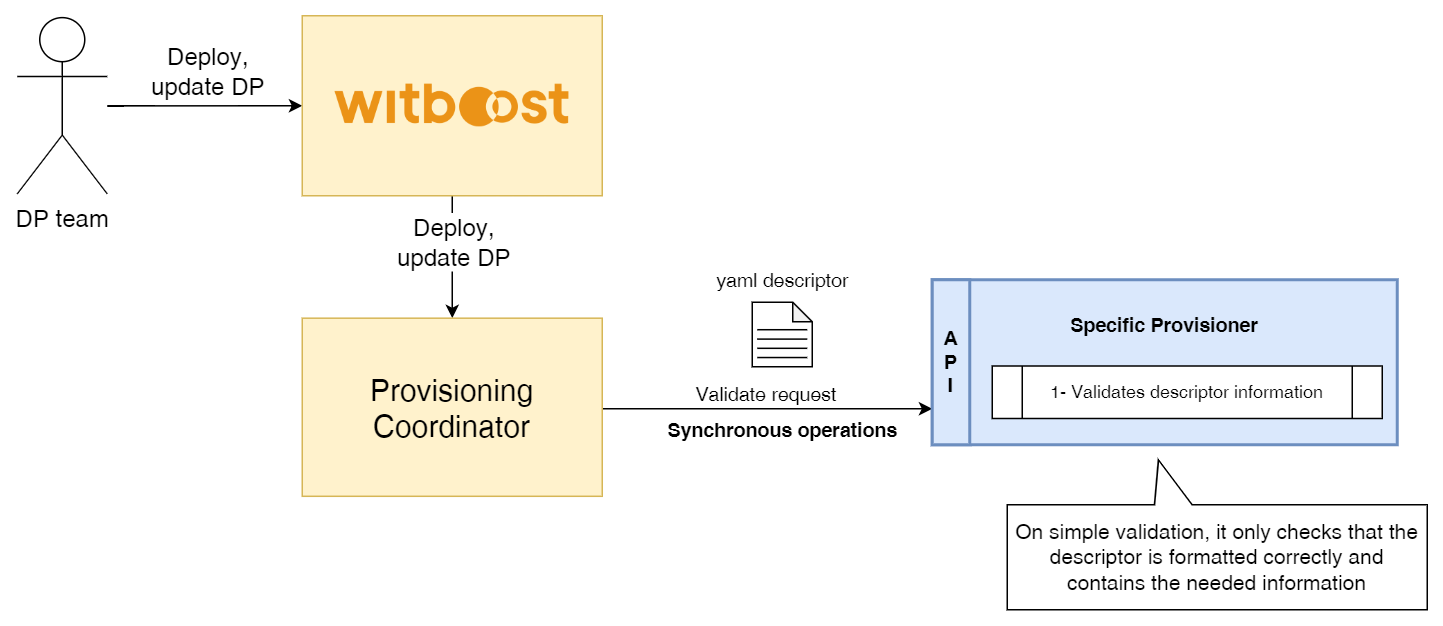 Deploy,
update DP
witboost
DP team
Deploy,
update DP
Provisioning
Coordinator
yaml descriptor
Validate request
Synchronous operations
A
P
I
Specific Provisioner
1- Validates descriptor information
On simple validation, it only checks that the
descriptor is formatted correctly and
contains the needed information